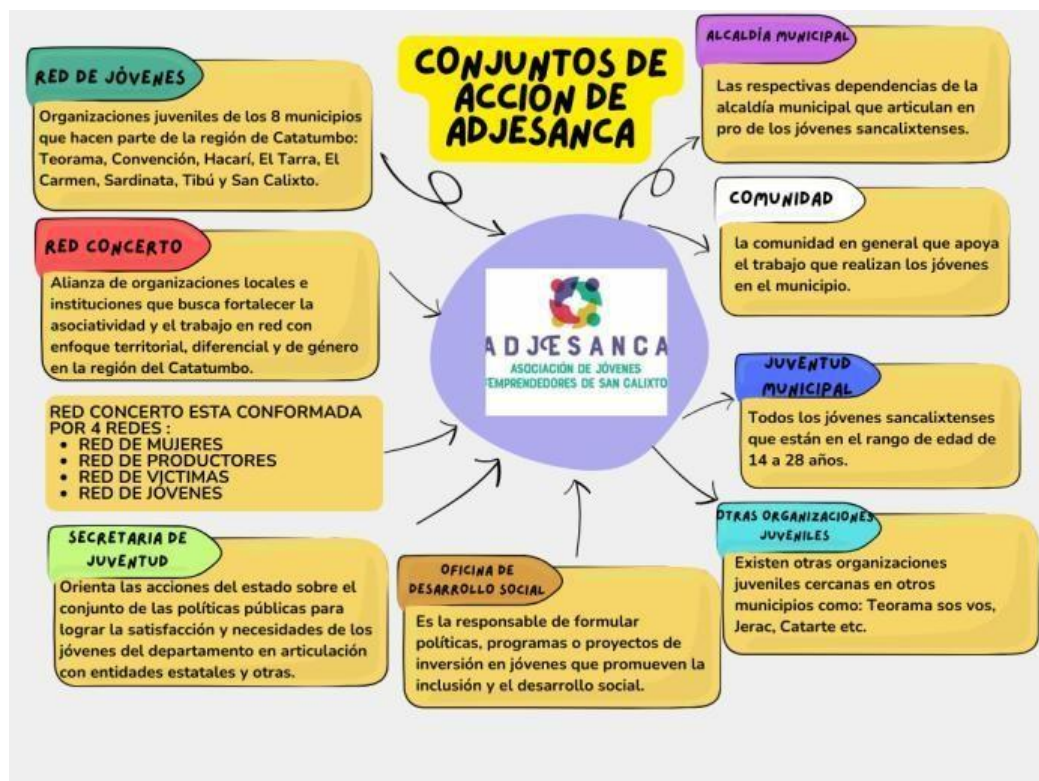 CONJUNTOS DE
ACCIÓN DE
ADJESANCA
RED DE JÓVENES
Organizaciones juveniles de los 8 municipios
que hacen parte de la región de Catatumbo:
Teorama, Convención, Hacarí, El Tarra, El
Carmen, Sardinata, Tibú y San Calixto.
RED CONCERTO
Alianza de organizaciones locales e
instituciones que busca fortalecer la
asociatividad y el trabajo en red con
enfoque territorial, diferencial y de género
en la región del Catatumbo.
RED CONCERTO ESTA CONFORMADA
POR 4 REDES :
• RED DE MUJERES
• RED DE PRODUCTORES
• RED DE VICTIMAS
• RED DE JÓVENES
SECRETARIA DE
JUVENTUD
Orienta las acciones del estado sobre el
conjunto de las políticas públicas para
lograr la satisfacción y necesidades de los
jóvenes del departamento en articulación
con entidades estatales y otras.
ADJESANCA
ASOCIACIÓN DE JÓVENES
EMPRENDEDORES DE SAN CALIXTO
OFICINA DE
DESARROLLO SOCIAL
Es la responsable de formular
políticas, programas o proyectos de
inversión en jóvenes que promueven la
inclusión y el desarrollo social.
ALCALDÍA MUNICIPAL
Las respectivas dependencias de la
alcaldía municipal que articulan en
pro de los jóvenes sancalixtenses.
COMUNIDAD
la comunidad en general que apoya
el trabajo que realizan los jóvenes
en el municipio.
JUVENTUD
MUNICIPAL
Todos los jóvenes sancalixtenses
que están en el rango de edad de
14 a 28 años.
OTRAS ORGANIZACIONES
JUVENILES
Existen otras organizaciones
juveniles cercanas en otros
municipios como: Teorama sos vos,
Jerac, Catarte etc.